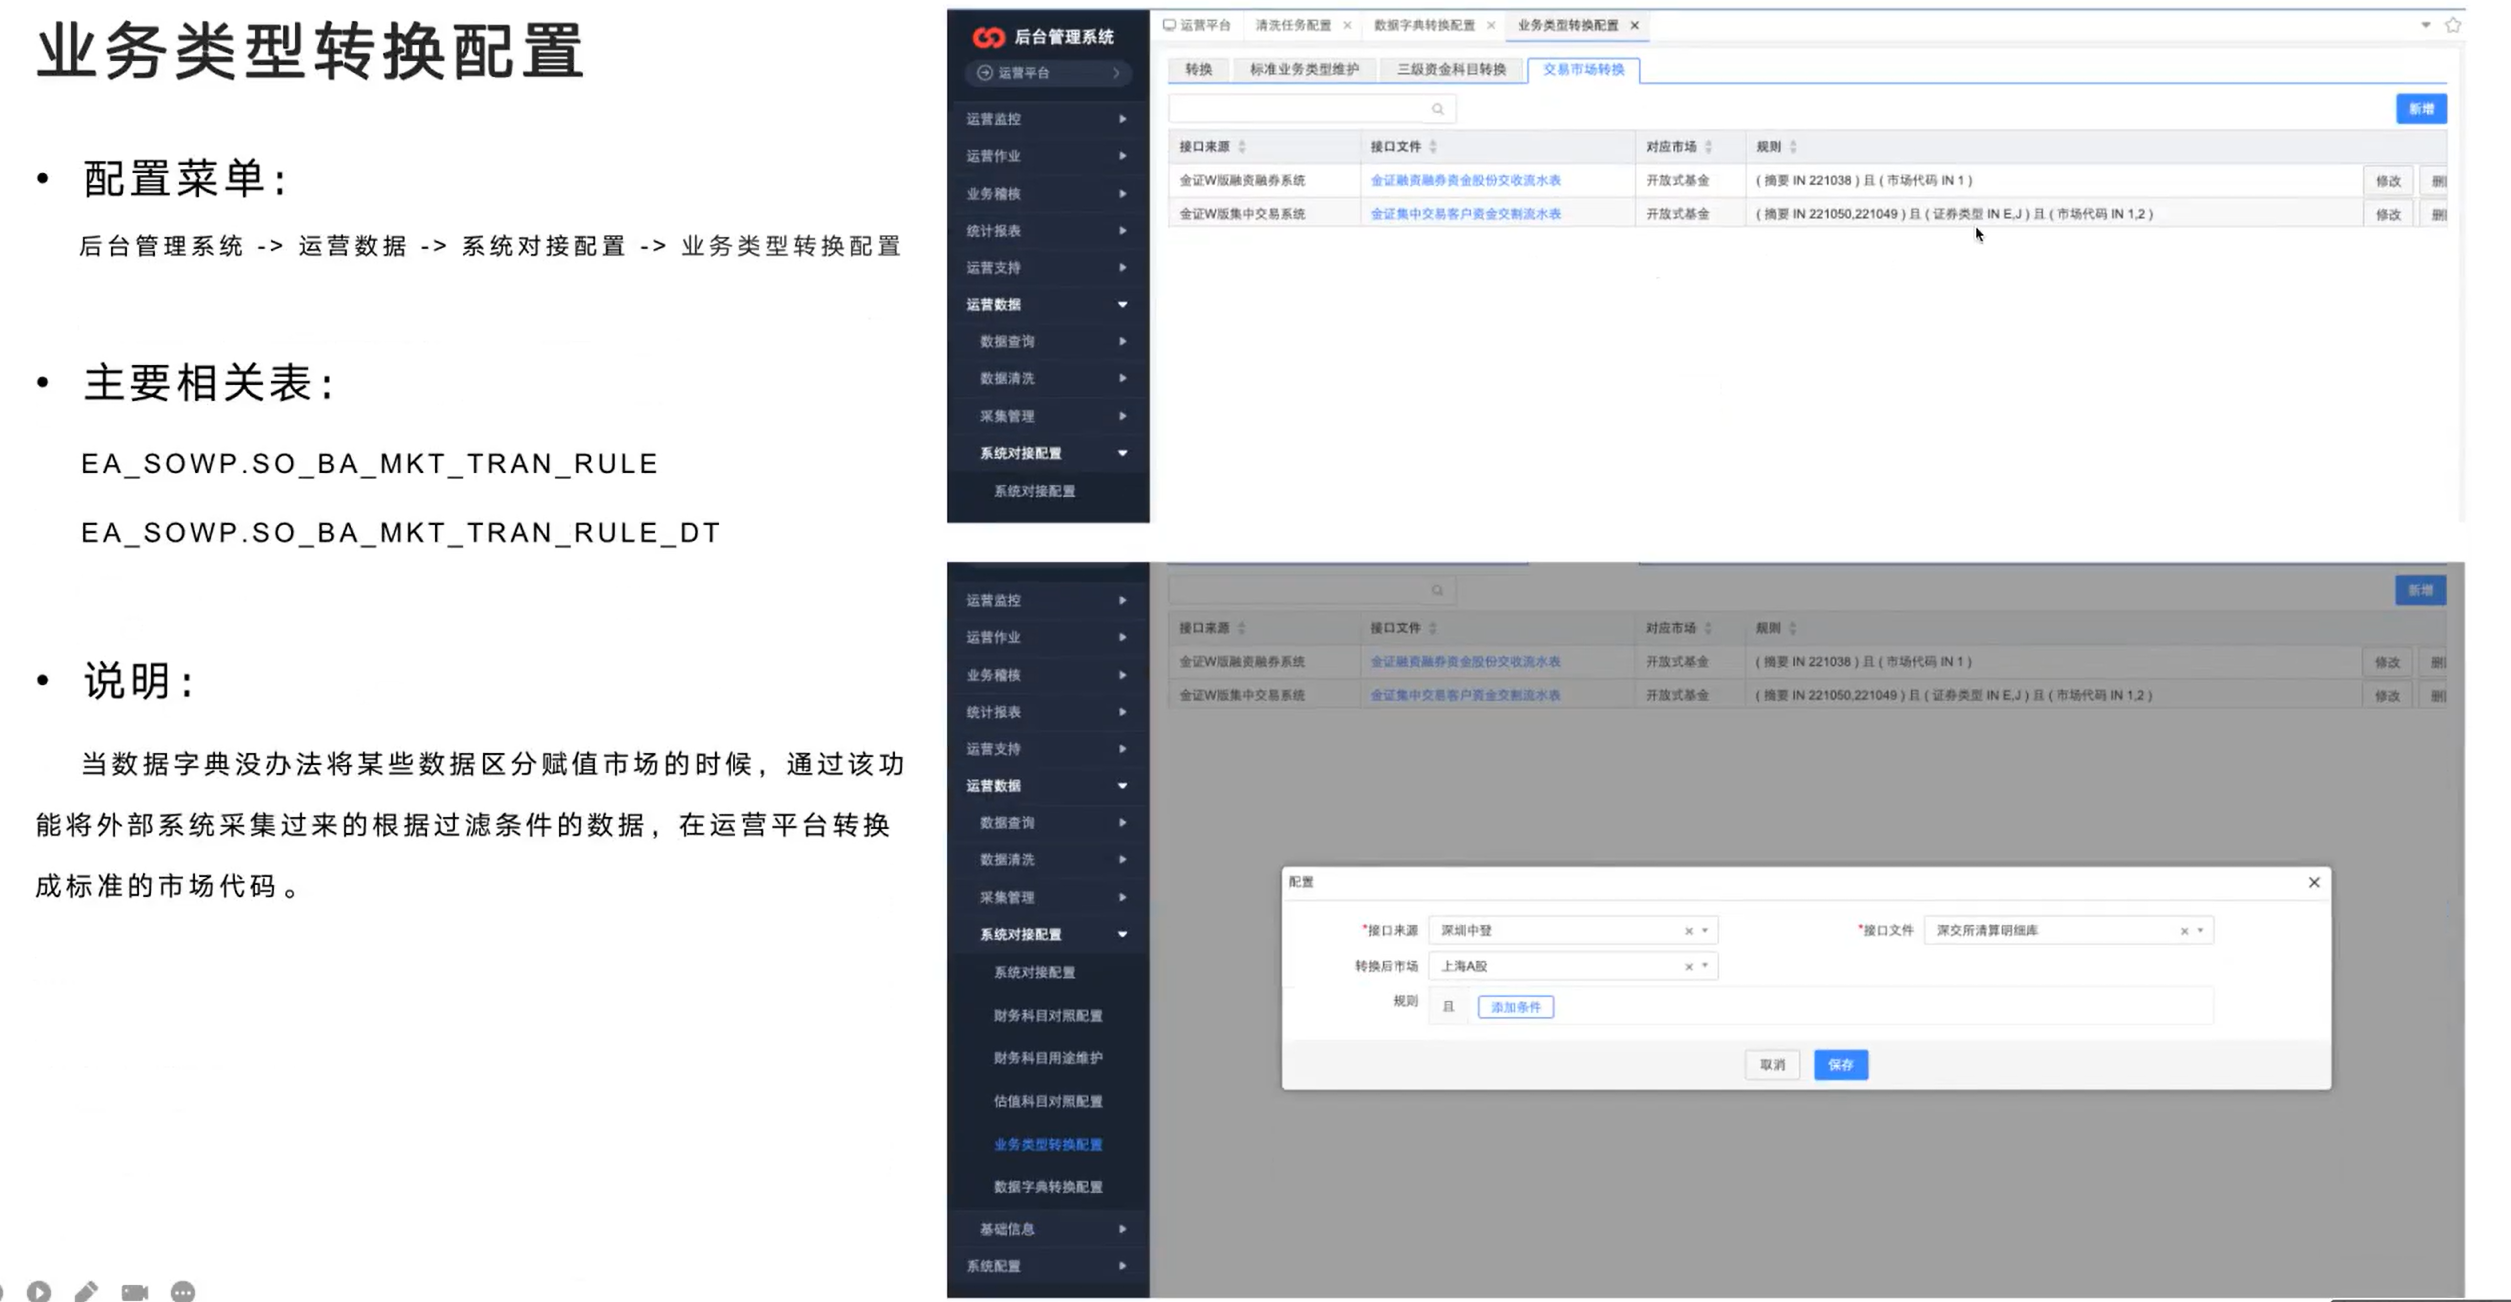 业务类型转换配置
• 配置菜单：
后台管理系统 -> 运营数据 -> 系统对接配置 -> 业务类型转换配置
• 主要相关表：
EA_SOWP.SO_BA_MKT_TRAN_RULE
EA_SOWP.SO_BA_MKT_TRAN_RULE_DT
• 说明：
当数据字典没办法将某些数据区分赋值市场的时候，通过该功
能将外部系统采集过来的根据过滤条件的数据，在运营平台转换
成标准的市场代码。
后台管理系统
运营平台
运营监控
运营作业
业务稽核
统计报表
运营支持
运营数据
数据查询
数据清洗
采集管理
系统对接配置
系统对接配置
运营平台 清洗任务配置 × 数据字典转换配置 × 业务类型转换配置 ×
转换 标准业务类型维护 三级资金科目转换 交易市场转换
新增
接口来源 接口文件 对应市场 规则
金证W版融资融券系统 金证融资融券资金股份交收流水表 开放式基金 ( 摘要 IN 221038 ) 且 ( 市场代码 IN 1 ) 修改
金证W版集中交易系统 金证集中交易客户资金交割流水表 开放式基金 ( 摘要 IN 221050,221049 ) 且 ( 证券类型 IN E,J ) 且 ( 市场代码 IN 1,2 ) 修改
运营监控
运营作业
业务稽核
统计报表
运营支持
运营数据
数据查询
数据清洗
采集管理
系统对接配置
系统对接配置
财务科目对照配置
财务科目用途维护
估值科目对照配置
业务类型转换配置
数据字典转换配置
基础信息
系统配置
新增
接口来源 接口文件 对应市场 规则
金证W版融资融券系统 金证融资融券资金股份交收流水表 开放式基金 ( 摘要 IN 221038 ) 且 ( 市场代码 IN 1 ) 修改
金证W版集中交易系统 金证集中交易客户资金交割流水表 开放式基金 ( 摘要 IN 221050,221049 ) 且 ( 证券类型 IN E,J ) 且 ( 市场代码 IN 1,2 ) 修改
配置
*接口来源 深圳中登 *接口文件 深交所清算明细库
转换后市场 上海A股
规则 且 添加条件
取消 保存